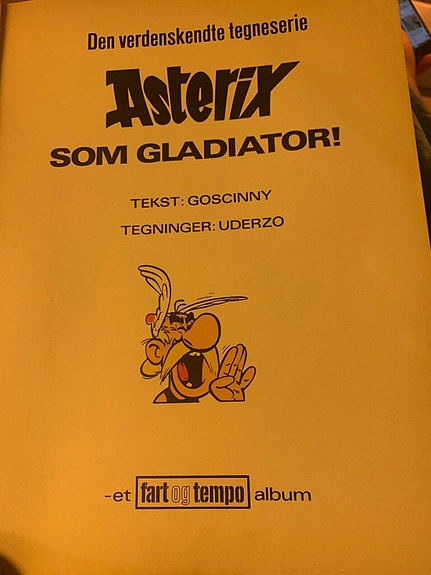 Den verdenskendte tegneserie
Asterix
SOM GLADIATOR!
TEKST: GOSCINNY
TEGNINGER: UDERZO
-et fart og tempo album